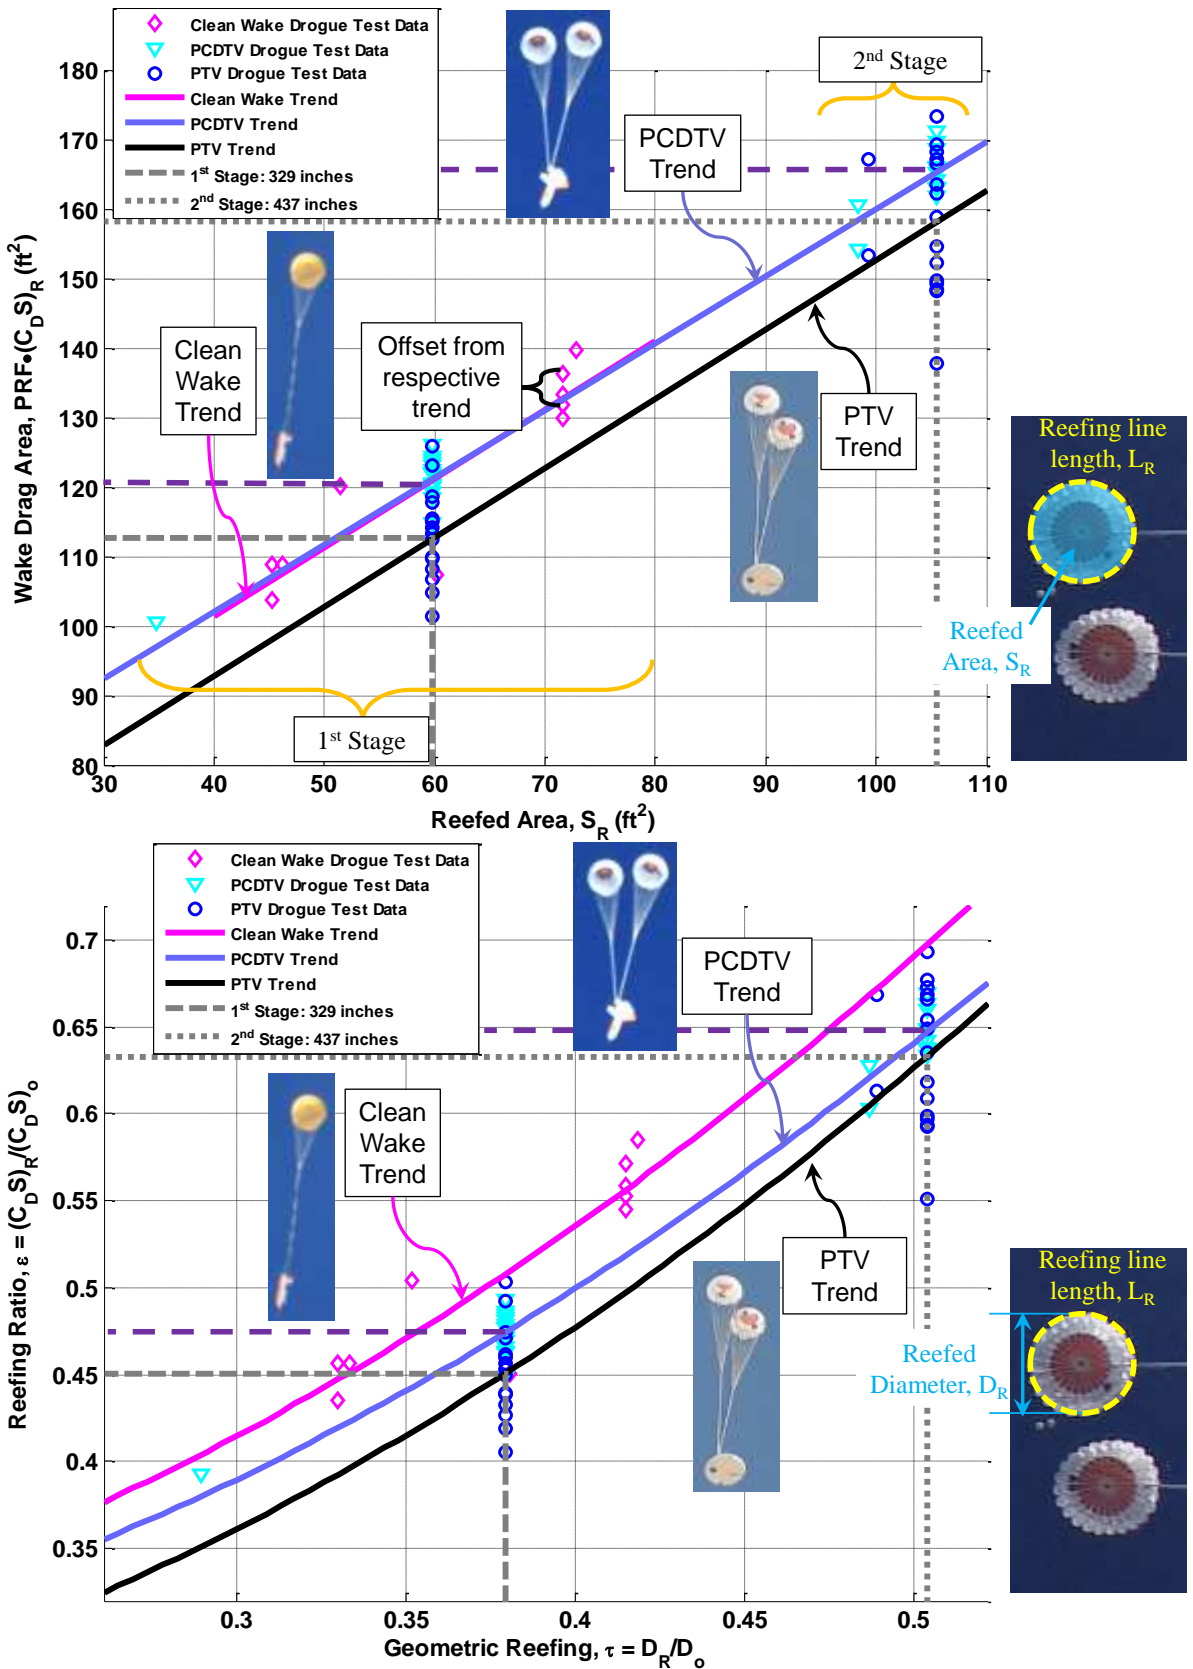 Clean Wake Drogue Test Data
PCDTV Drogue Test Data
PTV Drogue Test Data
Clean Wake Trend
PCDTV Trend
PTV Trend
1st Stage: 329 inches
2nd Stage: 437 inches
2nd Stage
PCDTV
Trend
Clean
Wake
Trend
Offset from
respective
trend
PTV
Trend
1st Stage
180
170
160
150
140
130
120
110
100
90
80
30
40
50
60
70
80
90
100
110
Wake Drag Area, PRF•(CDS)R (ft2)
Reefed Area, SR (ft2)
Reefing line
length, LR
Reefed
Area, SR
Clean Wake Drogue Test Data
PCDTV Drogue Test Data
PTV Drogue Test Data
Clean Wake Trend
PCDTV Trend
PTV Trend
1st Stage: 329 inches
2nd Stage: 437 inches
PCDTV
Trend
Clean
Wake
Trend
PTV
Trend
0.7
0.65
0.6
0.55
0.5
0.45
0.4
0.35
0.3
0.35
0.4
0.45
0.5
Reefing Ratio, ε = (CDS)R/(CDS)o
Geometric Reefing, τ = DR/Do
Reefing line
length, LR
Reefed
Diameter, DR